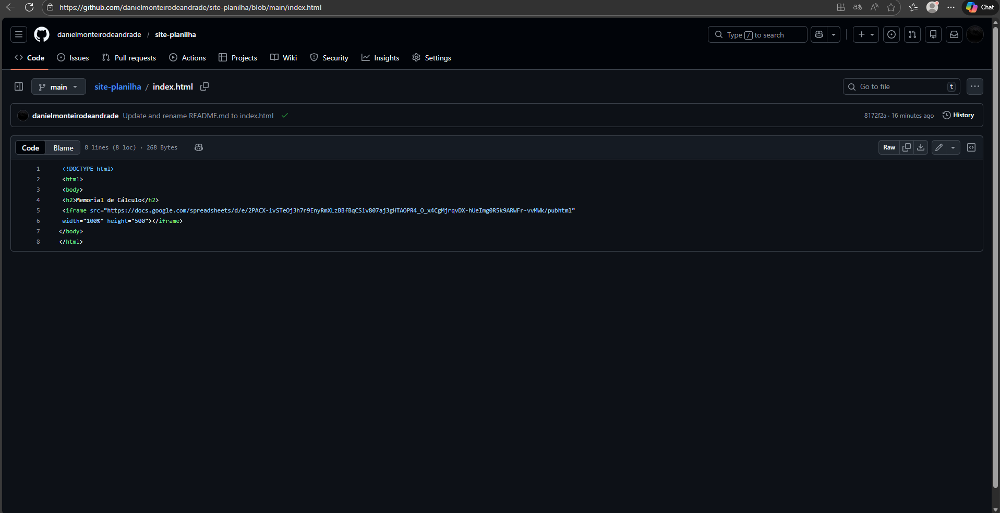 https://github.com/danielmonteirodeandrade/site-planilha/blob/main/index.html
Chat
danielmonteirodeandrade / site-planilha
Type / to search
Code Issues Pull requests Actions Projects Wiki Security Insights Settings
main site-planilha / index.html
Go to file t
danielmonteirodeandrade Update and rename README.md to index.html
8172f2a · 16 minutes ago History
Code Blame 8 lines (8 loc) · 268 Bytes
Raw
1 <!DOCTYPE html>
2 <html>
3 <body>
4 <h2>Memorial de Cálculo</h2>
5 <iframe src="https://docs.google.com/spreadsheets/d/e/2PACX-1vSTeOj3h7r9EnyRmXLzBBfBqCS1v807aj3gHTAOPR4_O_x4CgMjrqvDX-hUeImg0R5k9ARWFr-vvMWk/pubhtml"
6 width="100%" height="500"></iframe>
7 </body>
8 </html>